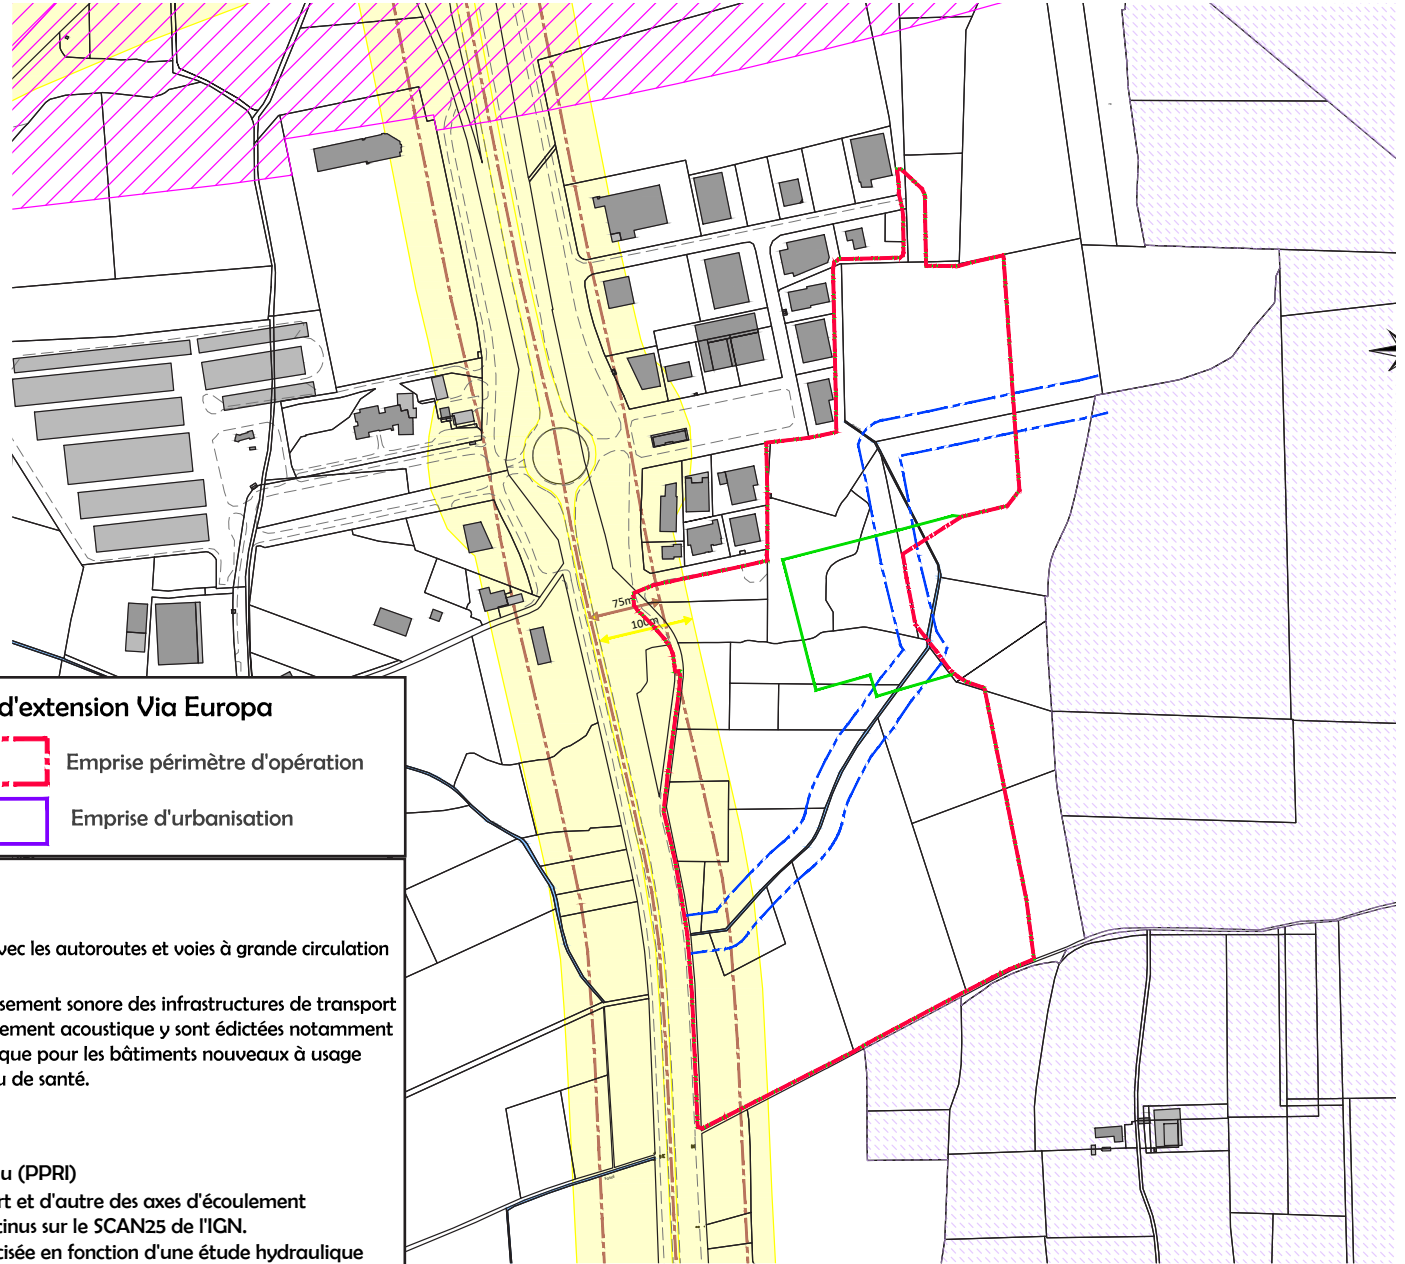 75m
100m
d'extension Via Europa
Emprise périmètre d'opération
Emprise d'urbanisation
vec les autoroutes et voies à grande circulation
sement sonore des infrastructures de transport
ement acoustique y sont édictées notamment
que pour les bâtiments nouveaux à usage
u de santé.
u (PPRI)
rt et d'autre des axes d'écoulement
tinus sur le SCAN25 de l'IGN.
tisée en fonction d'une étude hydraulique